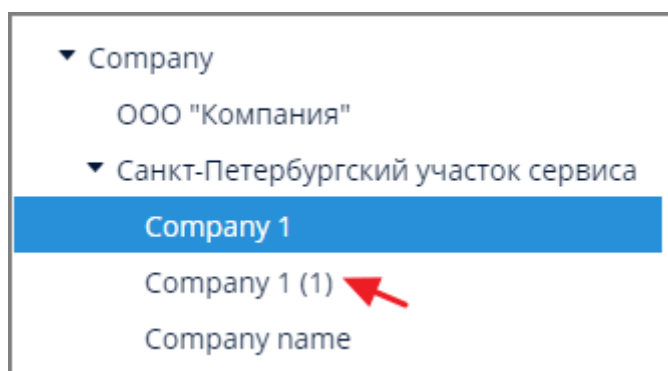 Company
ООО "Компания"
Санкт-Петербургский участок сервиса
Company 1
Company 1 (1)
Company name